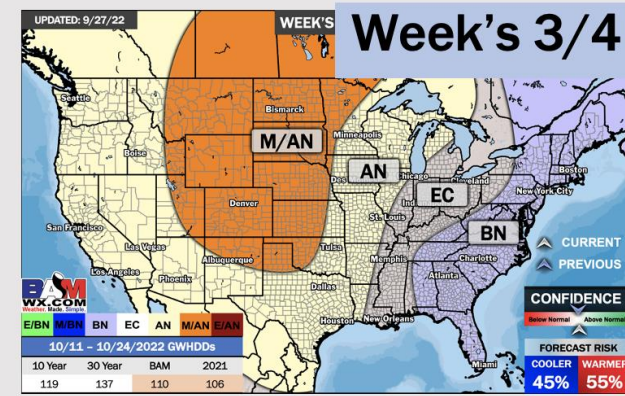 UPDATED: 9/27/22
WEEK'S
Week's 3/4
Seattle
Bismarck
M/AN
Minneapolis
Boise
AN
Des
Chicago
Cleveland
Boston
New York City
EC
Ind
Denver
St. Louis
San Francisco
BN
Las Vegas
Tulsa
Memphis
Charlotte
CURRENT
Albuquerque
Los Angeles
Phoenix
Atlanta
PREVIOUS
Dallas
BAM
WX.COM
Weather. Made. Simple.
Houston
New Orleans
CONFIDENCE
Below Normal
Above Normal
E/BN M/BN BN EC AN M/AN E/AN
10/11 - 10/24/2022 GWHDDs
FORECAST RISK
10 Year 30 Year BAM 2021
Miami
COOLER WARMER
119 137 110 106
45% 55%